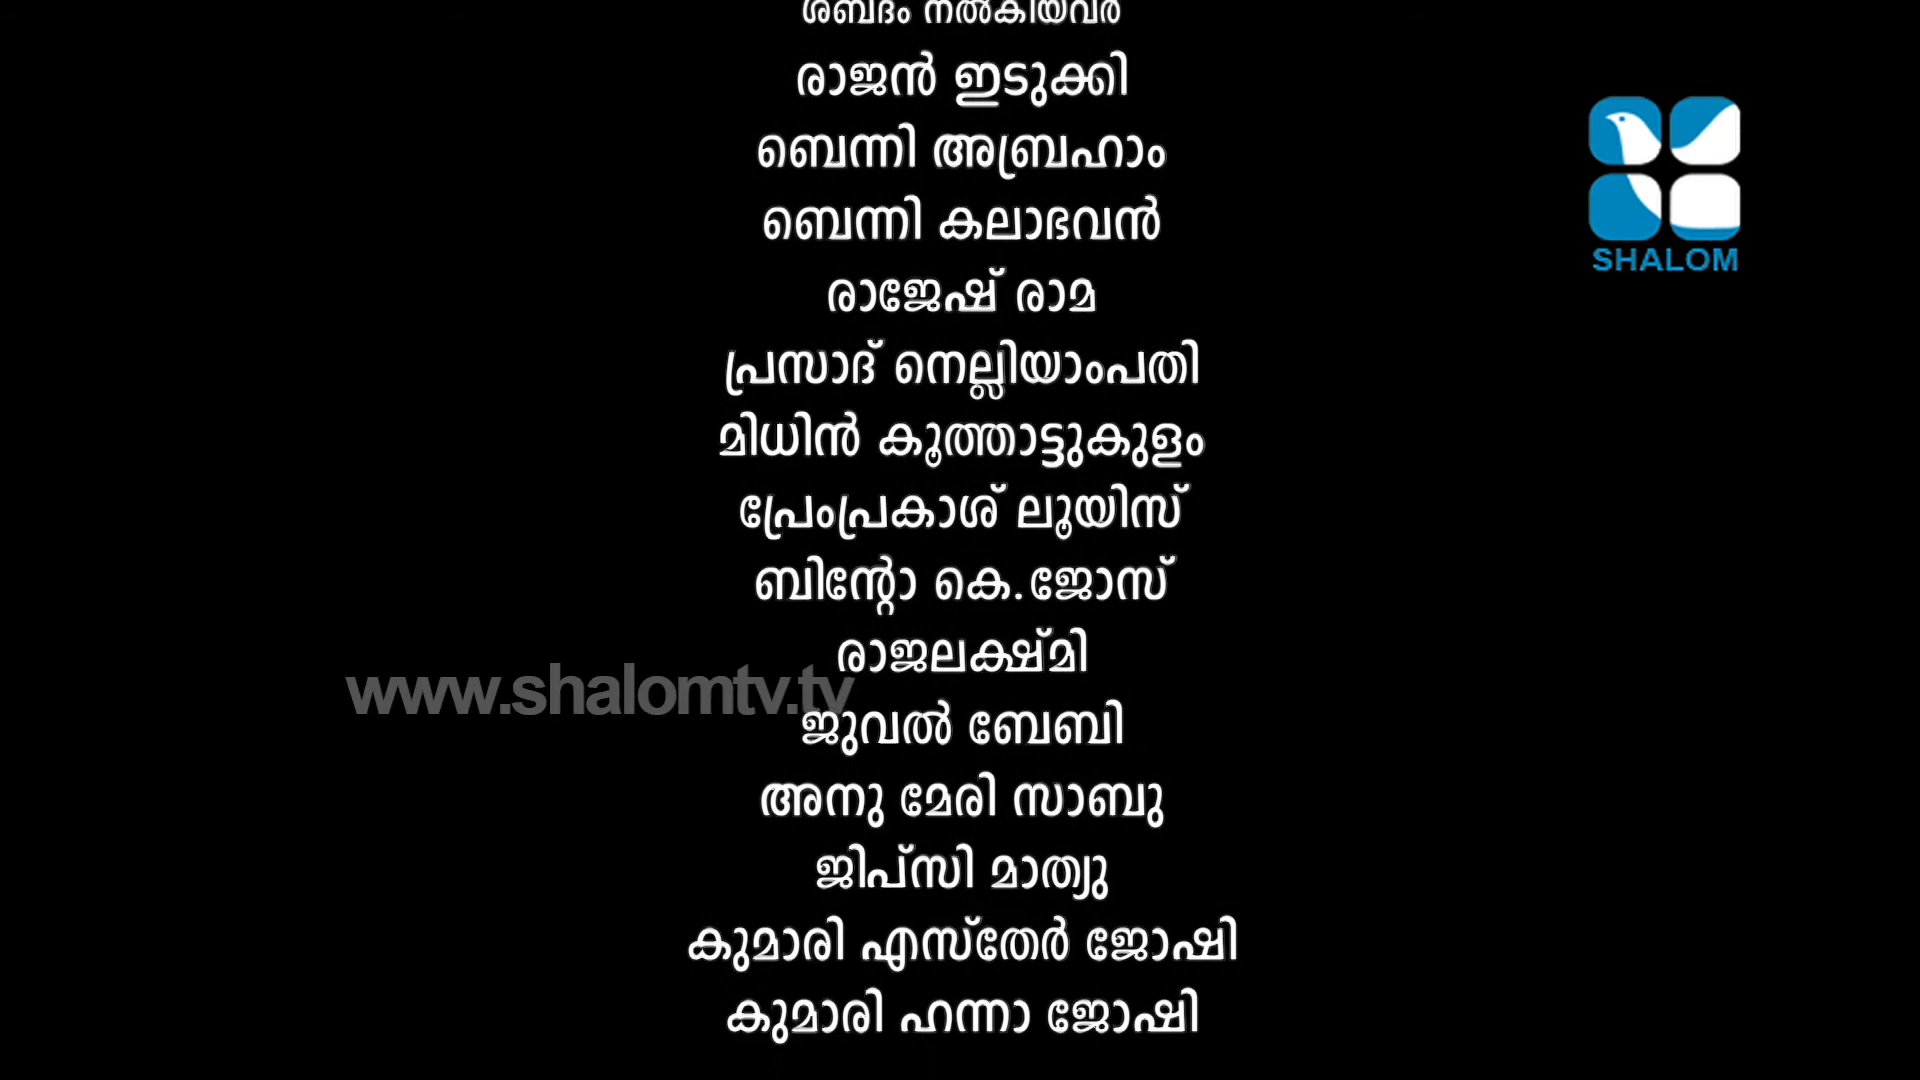 ശബ്ദം നൽകിയവർ
രാജൻ ഇടുക്കി
ബെന്നി അബ്രഹാം
ബെന്നി കലാഭവൻ
രാജേഷ് രാമ
പ്രസാദ് നെല്ലിയാംപതി
മിധിൻ കൂത്താട്ടുകുളം
പ്രേംപ്രകാശ് ലൂയിസ്
ബിന്റോ കെ.ജോസ്
രാജലക്ഷ്മി
ജുവൽ ബേബി
അനു മേരി സാബു
ജിപ്സി മാത്യു
കുമാരി എസ്തേർ ജോഷി
കുമാരി ഹന്നാ ജോഷി
SHALOM
www.shalomtv.tv